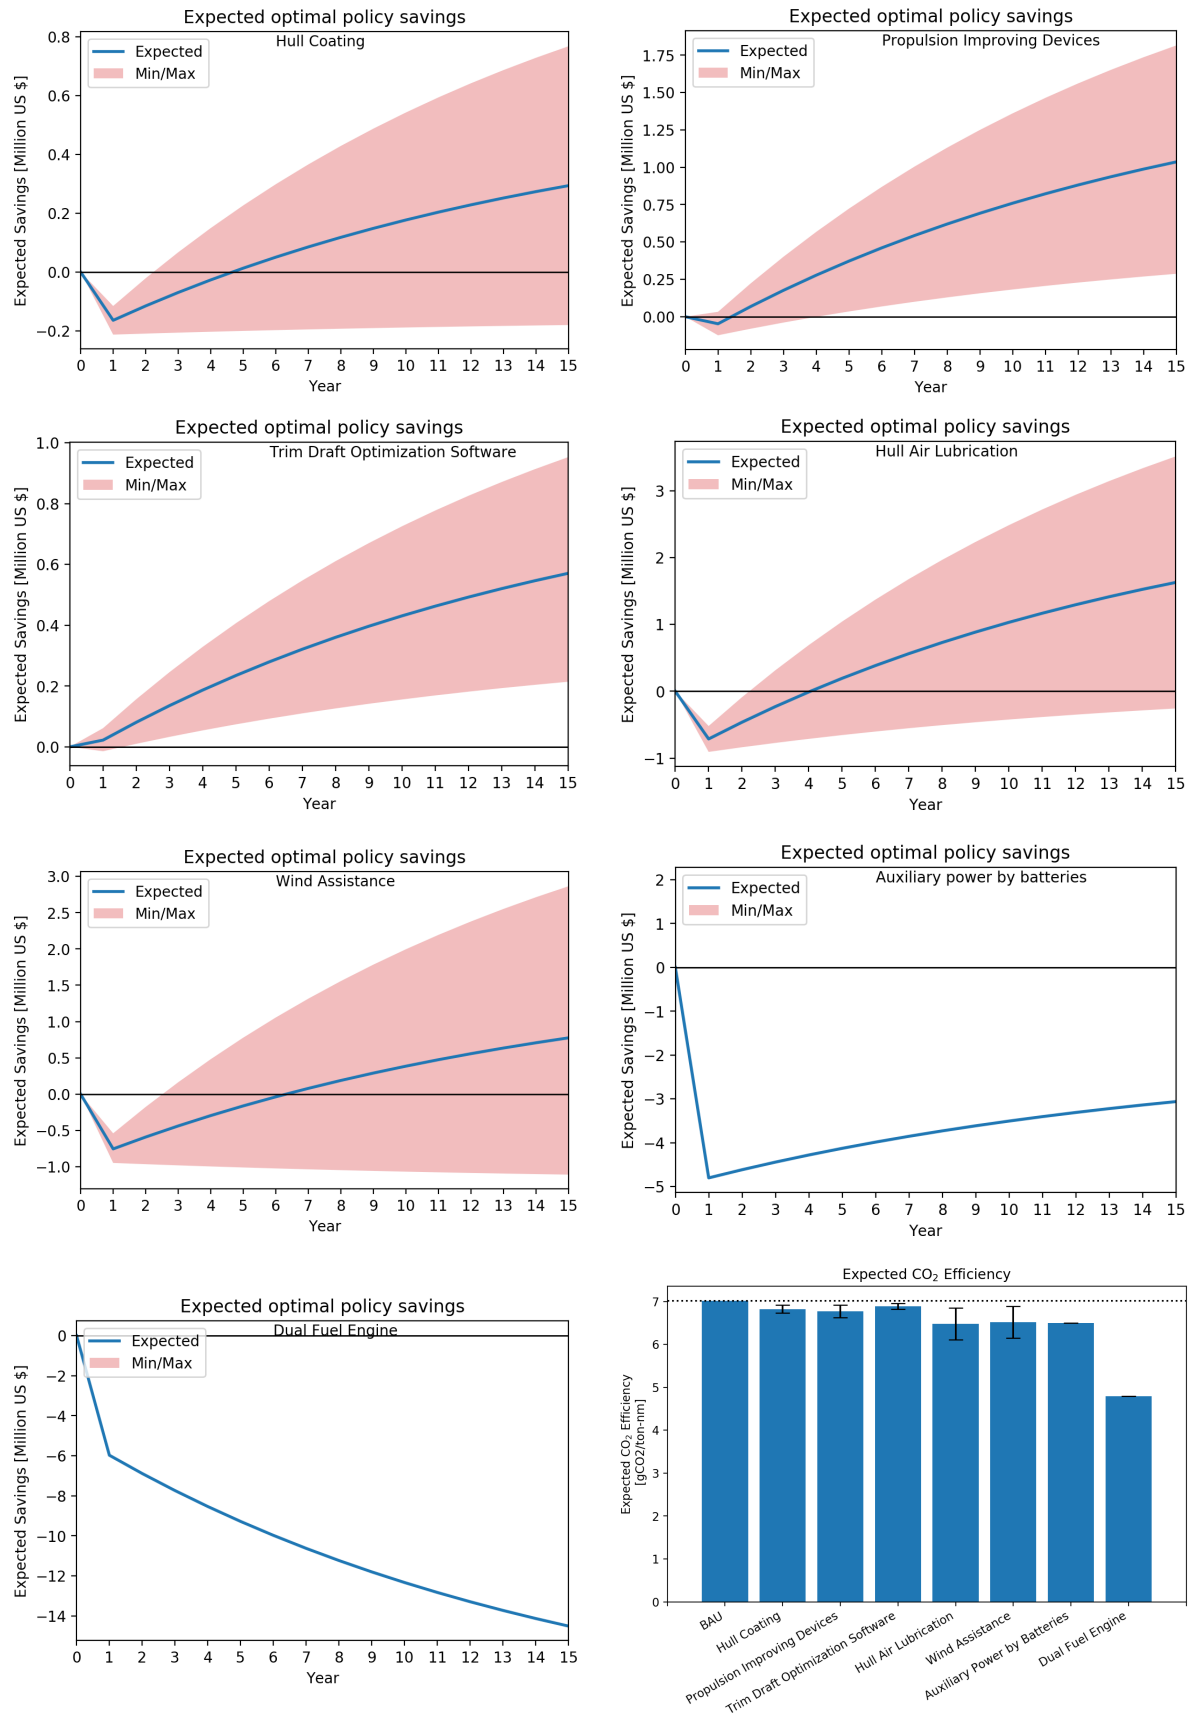 Expected optimal policy savings
Hull Coating
Expected
Min/Max
0.8
0.6
0.4
0.2
0.0
−0.2
Expected Savings [Million US $]
0 1 2 3 4 5 6 7 8 9 10 11 12 13 14 15
Year
Expected optimal policy savings
Propulsion Improving Devices
Expected
Min/Max
1.75
1.50
1.25
1.00
0.75
0.50
0.25
0.00
Expected Savings [Million US $]
0 1 2 3 4 5 6 7 8 9 10 11 12 13 14 15
Year
Expected optimal policy savings
Trim Draft Optimization Software
Expected
Min/Max
1.0
0.8
0.6
0.4
0.2
0.0
Expected Savings [Million US $]
0 1 2 3 4 5 6 7 8 9 10 11 12 13 14 15
Year
Expected optimal policy savings
Hull Air Lubrication
Expected
Min/Max
3
2
1
0
−1
Expected Savings [Million US $]
0 1 2 3 4 5 6 7 8 9 10 11 12 13 14 15
Year
Expected optimal policy savings
Wind Assistance
Expected
Min/Max
3.0
2.5
2.0
1.5
1.0
0.5
0.0
−0.5
−1.0
Expected Savings [Million US $]
0 1 2 3 4 5 6 7 8 9 10 11 12 13 14 15
Year
Expected optimal policy savings
Auxiliary power by batteries
Expected
Min/Max
2
1
0
−1
−2
−3
−4
−5
Expected Savings [Million US $]
0 1 2 3 4 5 6 7 8 9 10 11 12 13 14 15
Year
Expected optimal policy savings
Dual Fuel Engine
Expected
Min/Max
0
−2
−4
−6
−8
−10
−12
−14
Expected Savings [Million US $]
0 1 2 3 4 5 6 7 8 9 10 11 12 13 14 15
Year
Expected CO₂ Efficiency
7
6
5
4
3
2
1
0
Expected CO₂ Efficiency
[gCO2/ton-nm]
BAU
Hull Coating
Propulsion Improving Devices
Trim Draft Optimization Software
Hull Air Lubrication
Wind Assistance
Auxiliary Power by Batteries
Dual Fuel Engine